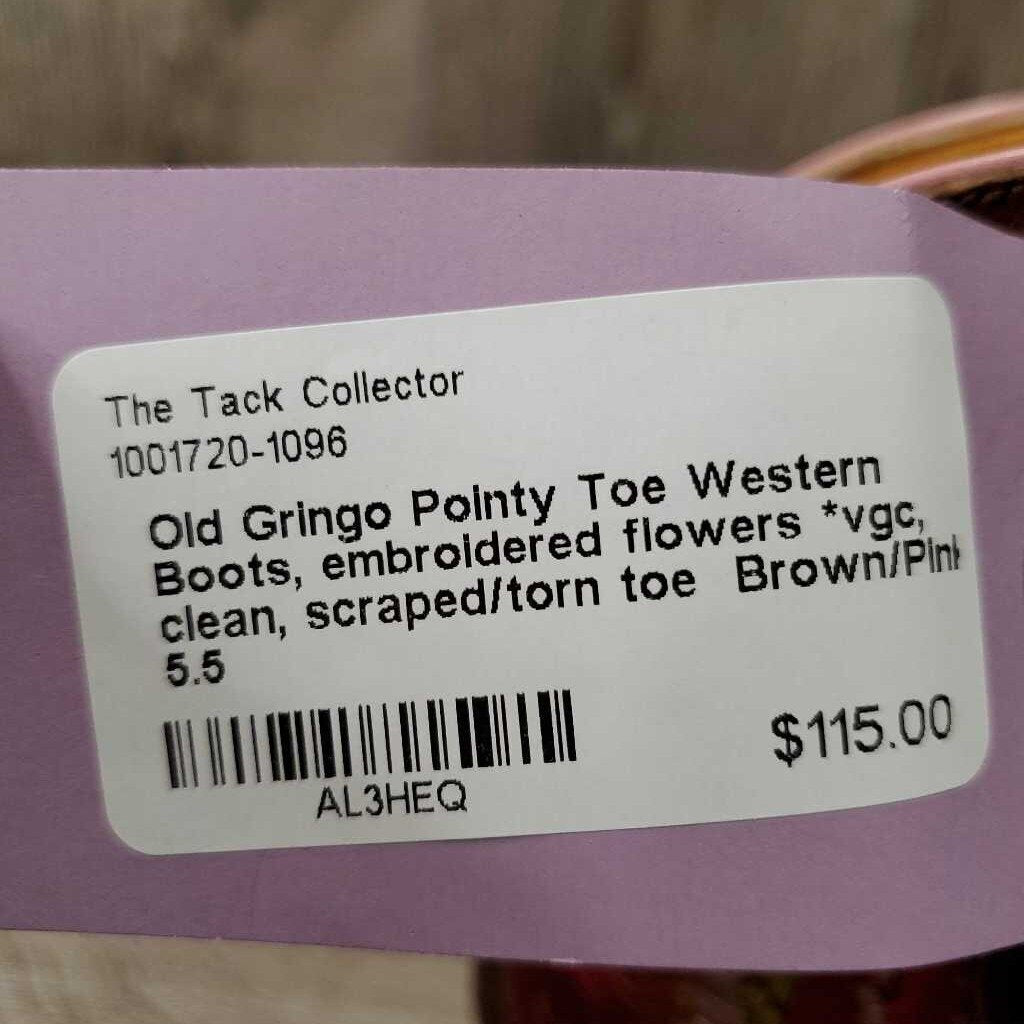 The Tack Collector
1001720-1096
Old Gringo Pointy Toe Western
Boots, embroidered flowers *vgc,
clean, scraped/torn toe Brown/Pink
5.5
$115.00
AL3HEQ